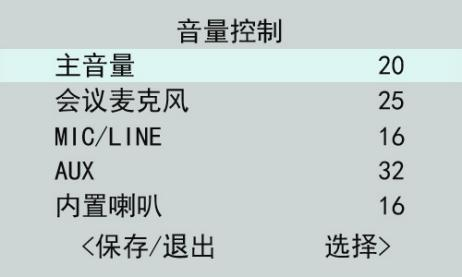 音量控制
主音量 20
会议麦克风 25
MIC/LINE 16
AUX 32
内置喇叭 16
<保存/退出 选择>